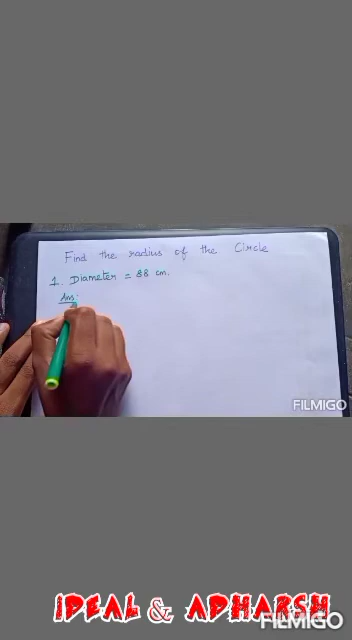 Find the radius of the Circle
1. Diameter = 88 cm.
Ans:
FILMIGO
IDEAL & ADHARSH
FILMIGO